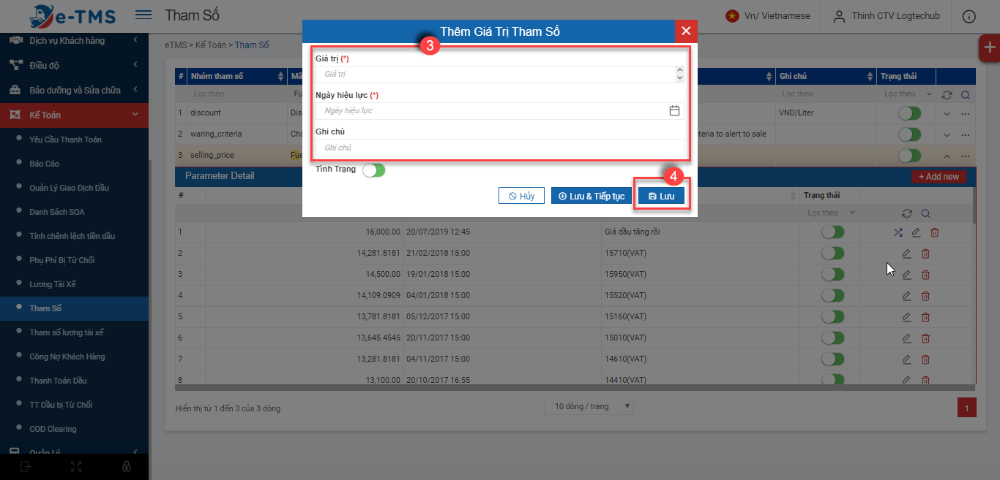 e-TMS
Tham Số
Vn/ Vietnamese
Thinh CTV Logtechub
Dịch vụ Khách hàng
Điều độ
Bảo dưỡng và Sửa chữa
Kế Toán
Yêu Cầu Thanh Toán
Báo Cáo
Quản Lý Giao Dịch Dầu
Danh Sách SOA
Tính chênh lệch tiền dầu
Phụ Phí Bị Từ Chối
Lương Tài Xế
Tham Số
Tham số lương tài xế
Công Nợ Khách Hàng
Thanh Toán Dầu
TT Dầu bị Từ Chối
COD Clearing
Quản Lý
eTMS > Kế Toán > Tham Số
Thêm Giá Trị Tham Số
3
Giá trị (*)
Giá trị
Ngày hiệu lực (*)
Ngày hiệu lực
Ghi chú
Ghi chú
Tình Trạng
4
Hủy
Lưu & Tiếp tục
Lưu
# Nhóm tham số Mã Ghi chú Trạng thái
Lọc theo Fu Lọc theo Lọc theo
1 discount Dis VND/Liter
2 waring_criteria Cha teria to alert to sale
3 selling_price Fue
Parameter Detail
+ Add new
# Trạng thái
Lọc theo
1 16,000.00 20/07/2019 12:45 Giá dầu tăng rồi
2 14,281.8181 21/02/2018 15:00 15710(VAT)
3 14,500.00 19/01/2018 15:00 15950(VAT)
4 14,109.0909 04/01/2018 15:00 15520(VAT)
5 13,781.8181 05/12/2017 15:00 15160(VAT)
6 13,645.4545 20/11/2017 15:00 15010(VAT)
7 13,281.8181 04/11/2017 15:00 14610(VAT)
8 13,100.00 20/10/2017 16:55 14410(VAT)
Hiển thị từ 1 đến 3 của 3 dòng
10 dòng / trang
1